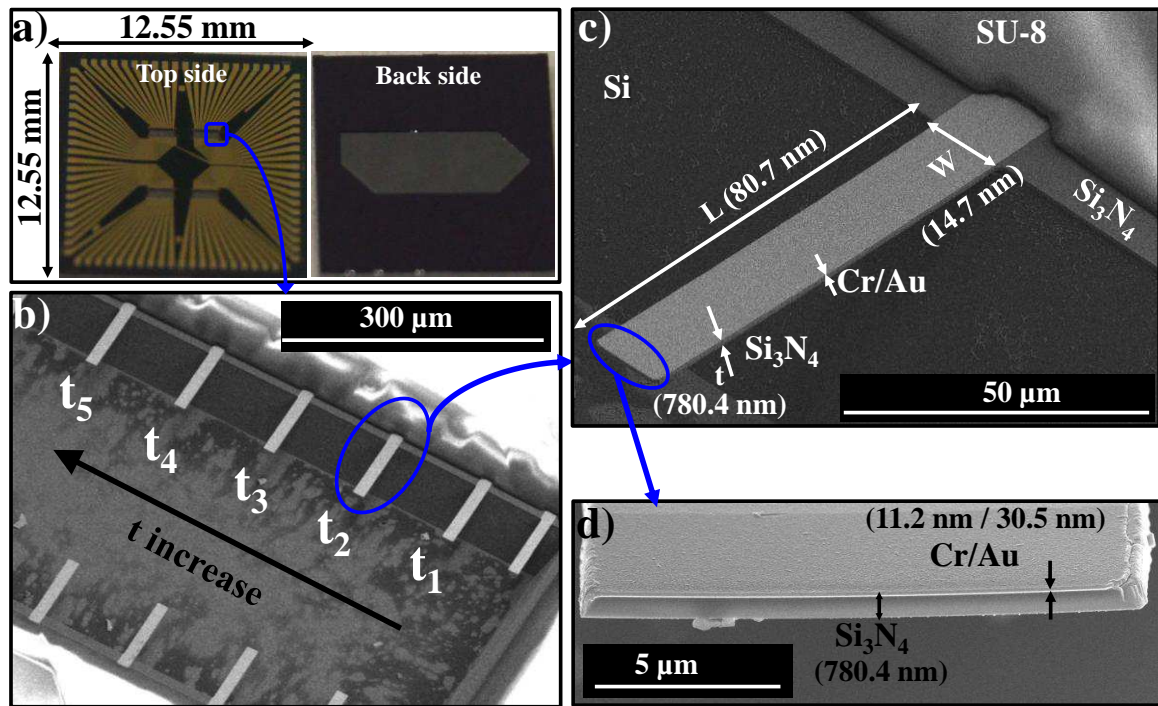 a)
12.55 mm
12.55 mm
Top side
Back side
b)
300 µm
t₅
t₄
t₃
t₂
t₁
t increase
c)
Si
SU-8
L (80.7 nm)
W
(14.7 nm)
Si₃N₄
Cr/Au
Si₃N₄
t
(780.4 nm)
50 µm
d)
(11.2 nm / 30.5 nm)
Cr/Au
Si₃N₄
(780.4 nm)
5 µm